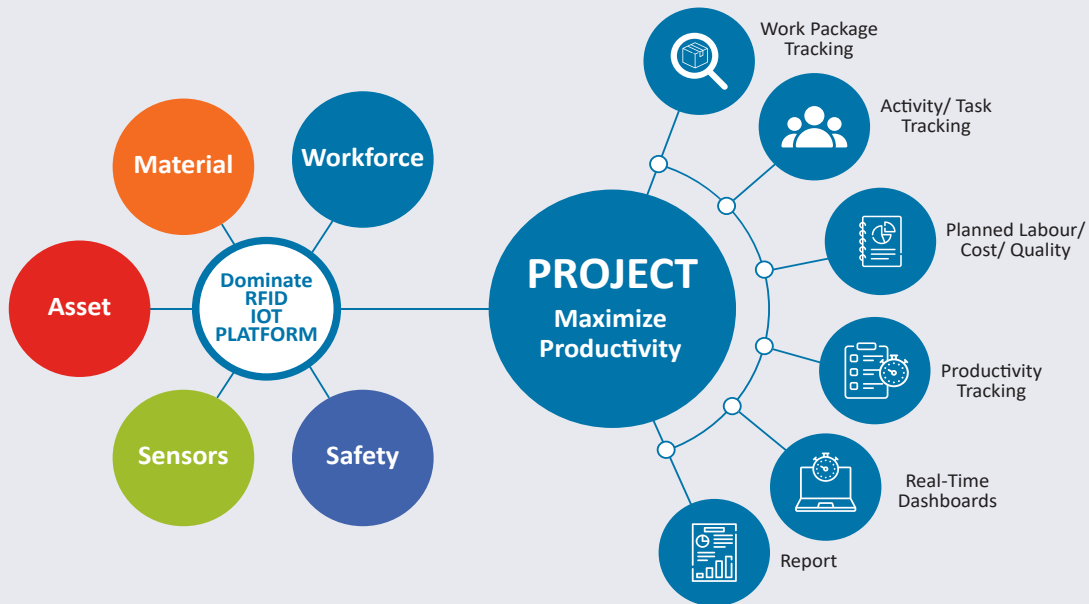 Material
Workforce
Asset
Dominate
RFID
IOT
PLATFORM
Sensors
Safety
PROJECT
Maximize
Productivity
Work Package
Tracking
Activity/ Task
Tracking
Planned Labour/
Cost/ Quality
Productivity
Tracking
Real-Time
Dashboards
Report